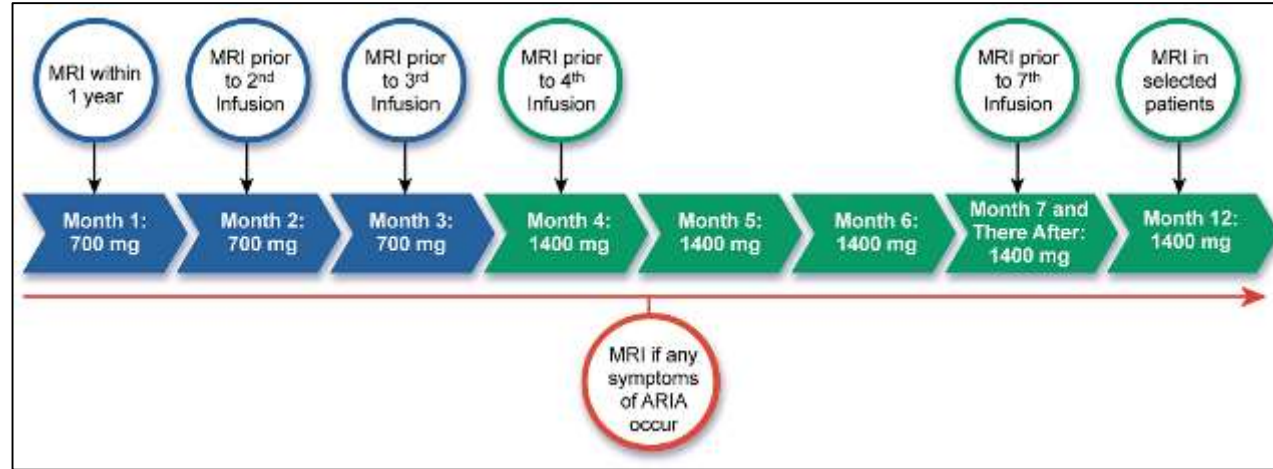 MRI within
1 year
MRI prior
to 2nd
Infusion
MRI prior
to 3rd
Infusion
MRI prior
to 4th
Infusion
MRI prior
to 7th
Infusion
MRI in
selected
patients
Month 1:
700 mg
Month 2:
700 mg
Month 3:
700 mg
Month 4:
1400 mg
Month 5:
1400 mg
Month 6:
1400 mg
Month 7 and
There After:
1400 mg
Month 12:
1400 mg
MRI if any
symptoms
of ARIA
occur